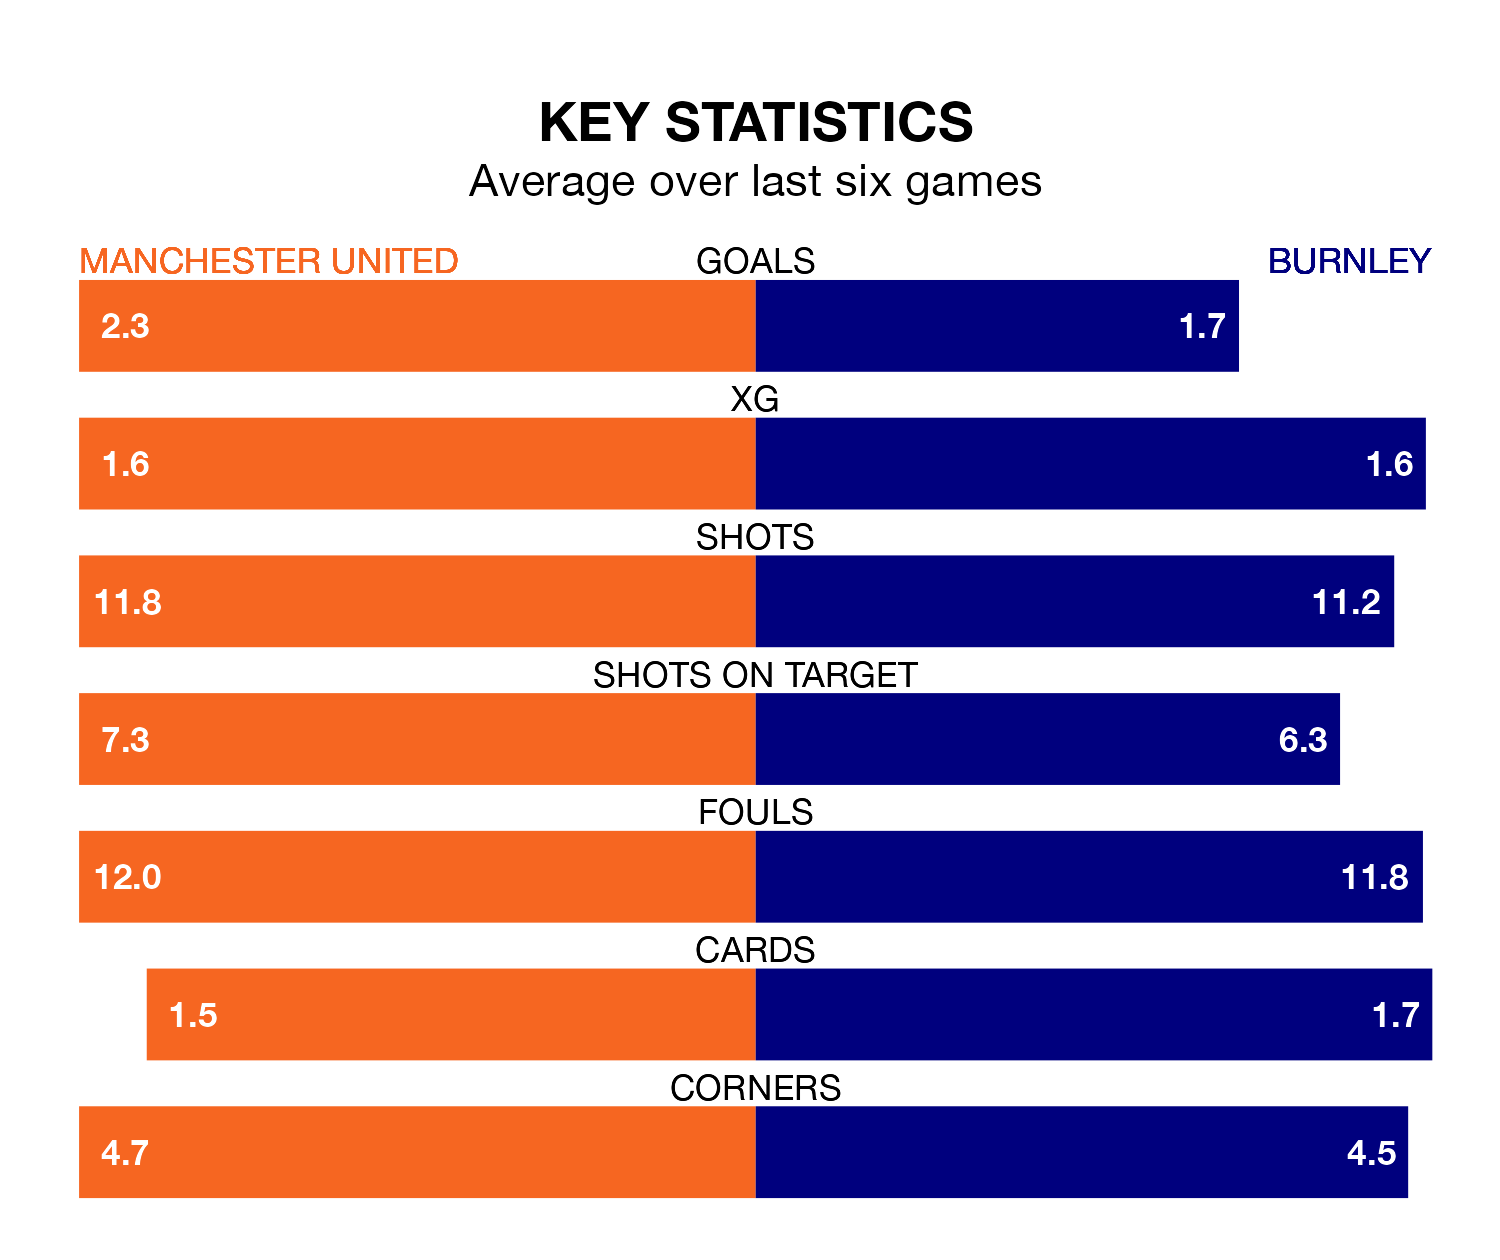 KEY STATISTICS
Average over last six games
MANCHESTER UNITED GOALS BURNLEY
2.3 1.7
XG
1.6 1.6
SHOTS
11.8 11.2
SHOTS ON TARGET
7.3 6.3
FOULS
12.0 11.8
CARDS
1.5 1.7
CORNERS
4.7 4.5